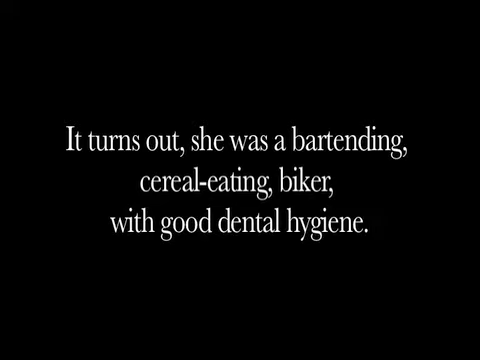 It turns out, she was a bartending,
cereal-eating, biker,
with good dental hygiene.